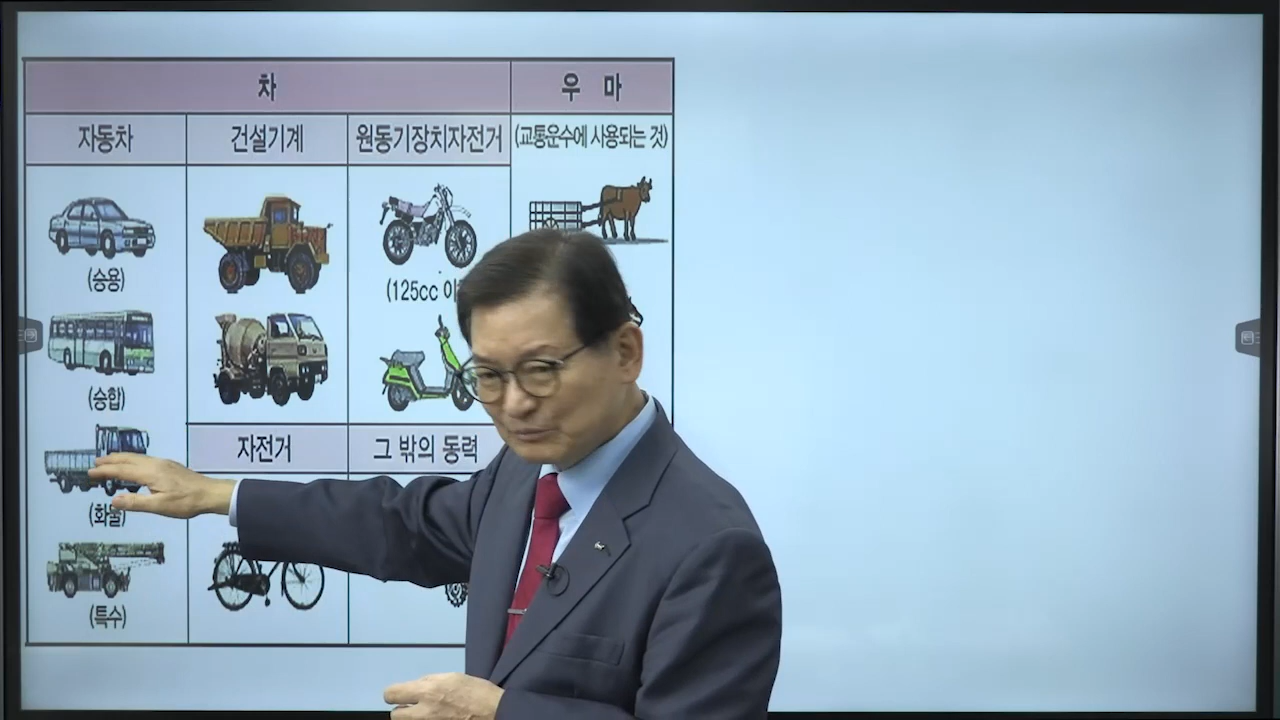 차
우 마
자동차
건설기계
원동기장치자전거
(교통운수에 사용되는 것)
(승용)
(125cc
(승합)
자전거
그 밖의 동력
(화물)
(특수)